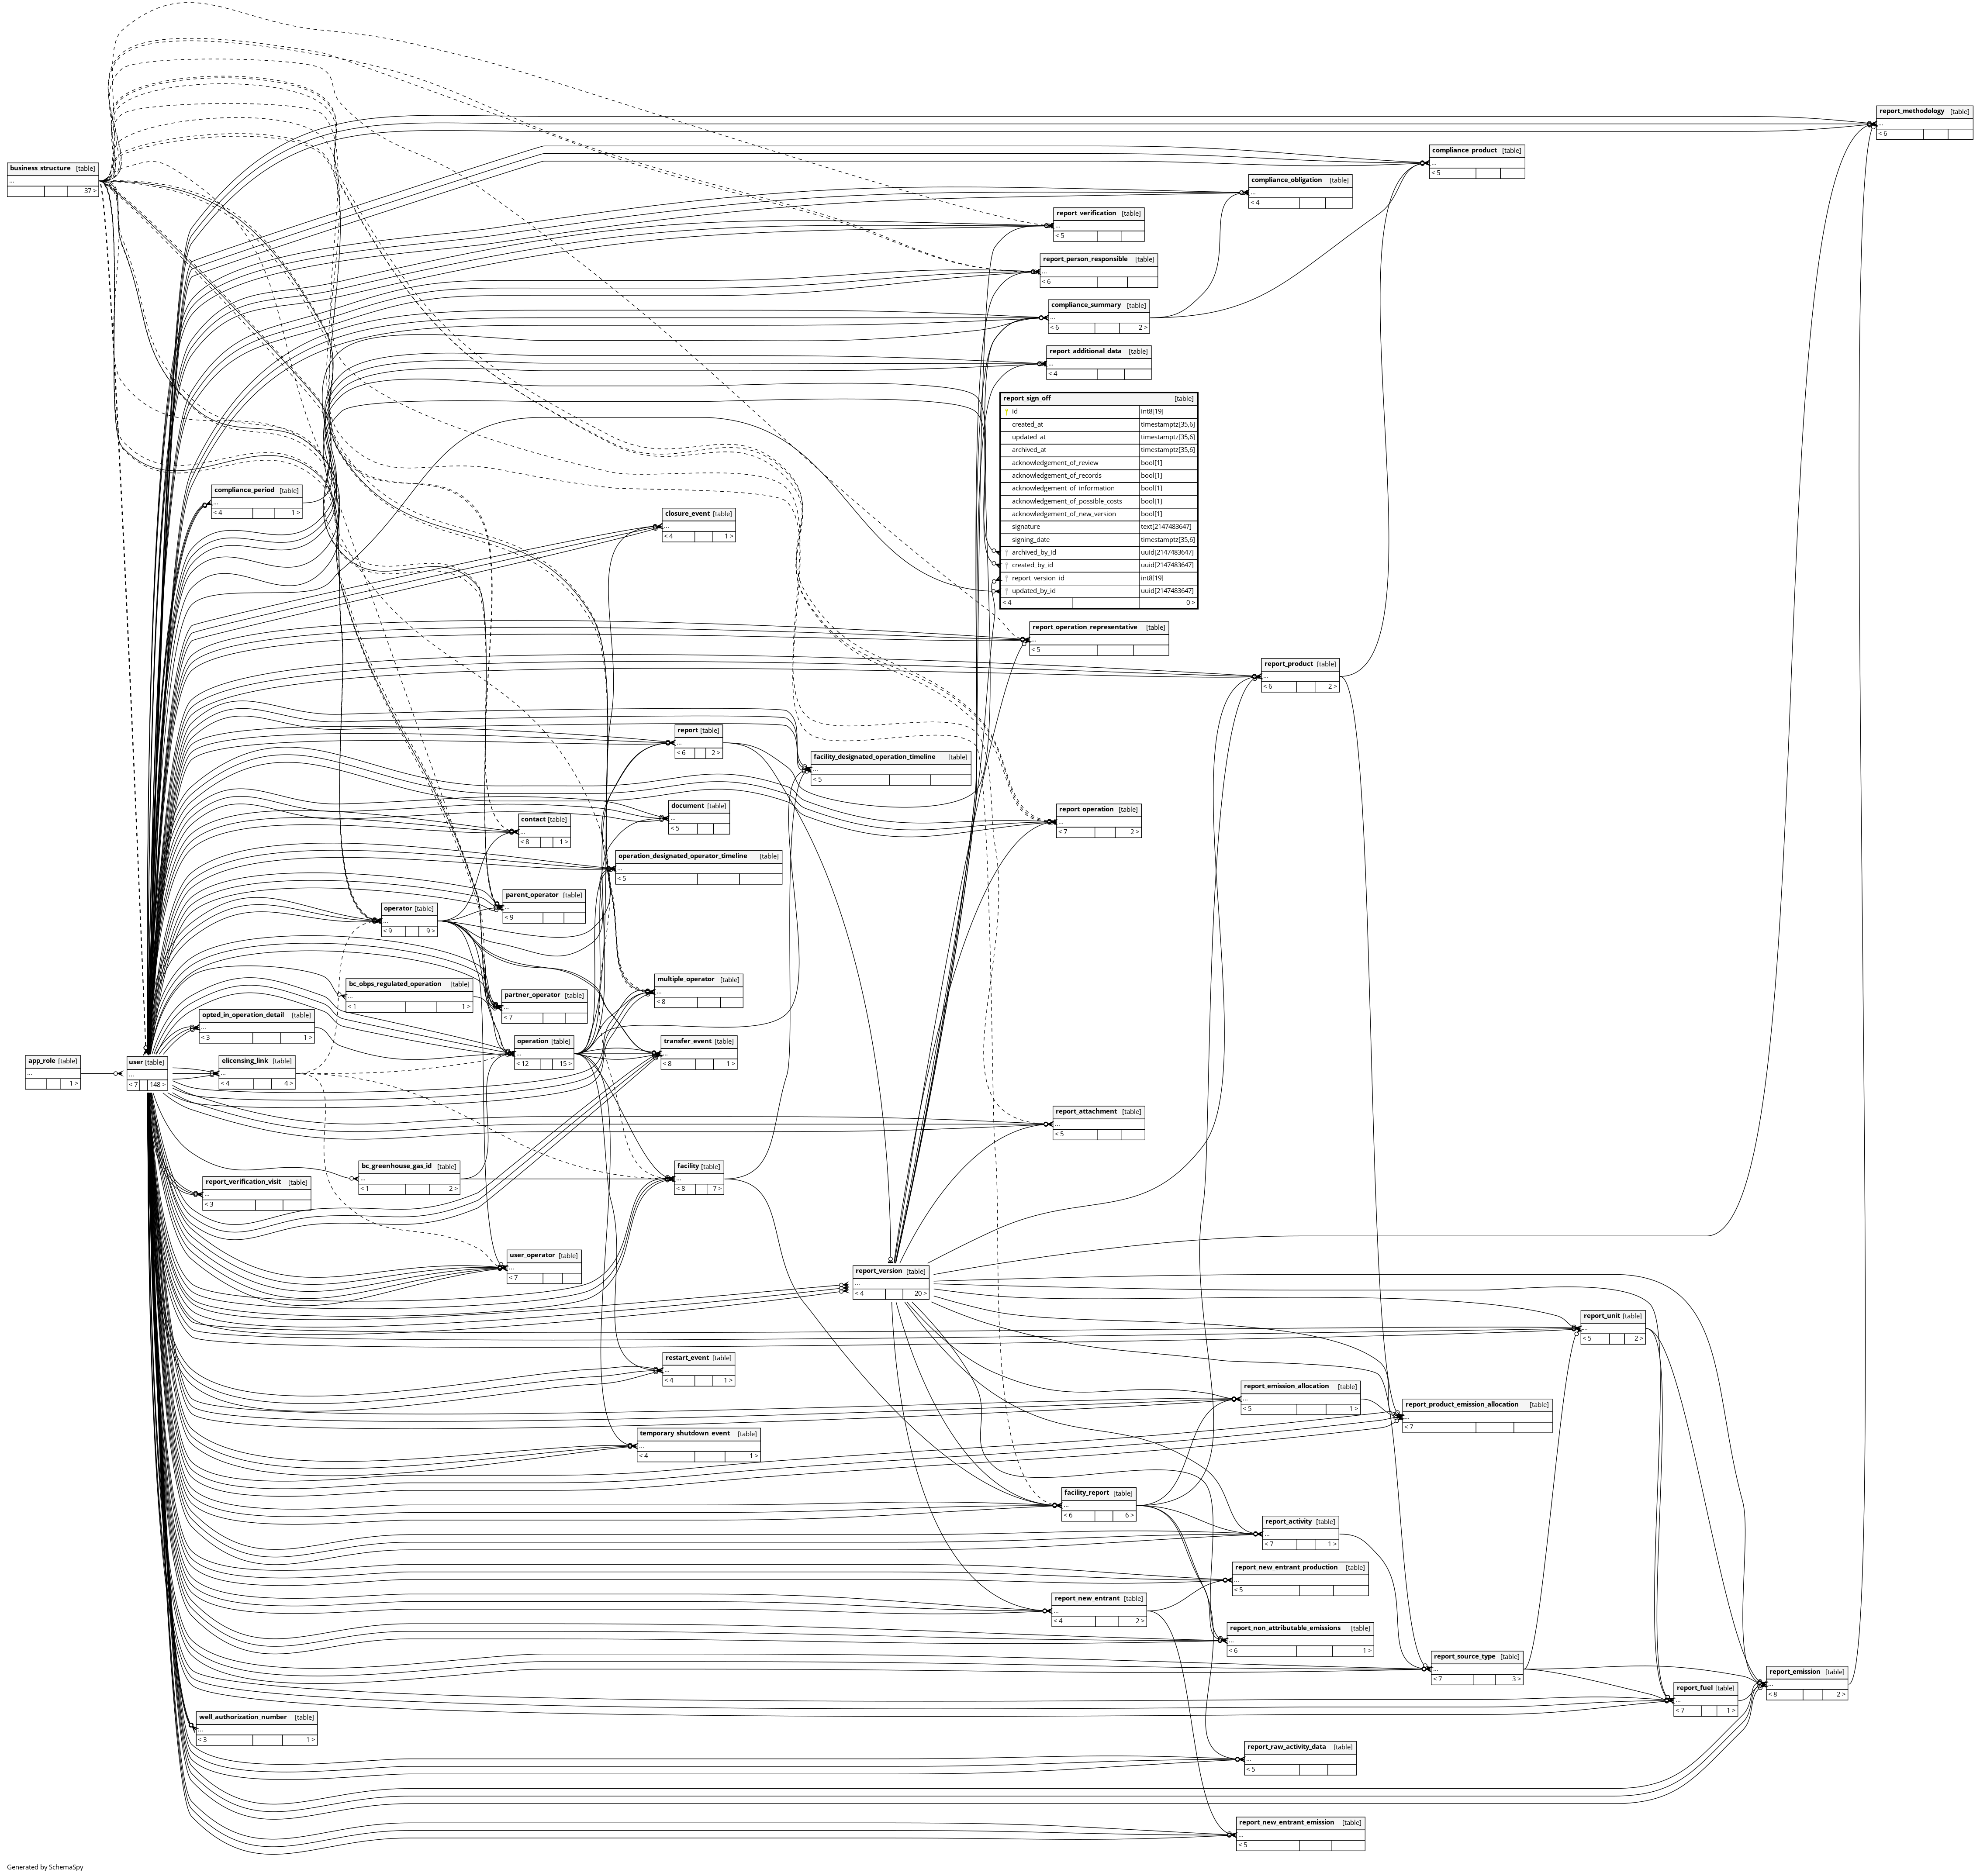 report_methodology [table]
...
< 6
compliance_product [table]
...
< 5
business_structure [table]
...
37 >
compliance_obligation [table]
...
< 4
report_verification [table]
...
< 5
report_person_responsible [table]
...
< 6
compliance_summary [table]
...
< 6 2 >
report_additional_data [table]
...
< 4
report_sign_off [table]
id int8[19]
created_at timestamptz[35,6]
updated_at timestamptz[35,6]
archived_at timestamptz[35,6]
acknowledgement_of_review bool[1]
acknowledgement_of_records bool[1]
acknowledgement_of_information bool[1]
acknowledgement_of_possible_costs bool[1]
acknowledgement_of_new_version bool[1]
signature text[2147483647]
signing_date timestamptz[35,6]
archived_by_id uuid[2147483647]
created_by_id uuid[2147483647]
report_version_id int8[19]
updated_by_id uuid[2147483647]
< 4 0 >
compliance_period [table]
...
< 4 1 >
closure_event [table]
...
< 4 1 >
report_operation_representative [table]
...
< 5
report_product [table]
...
< 6 2 >
report [table]
...
< 6 2 >
facility_designated_operation_timeline [table]
...
< 5
document [table]
...
< 5
report_operation [table]
...
< 7 2 >
contact [table]
...
< 8 1 >
operation_designated_operator_timeline [table]
...
< 5
parent_operator [table]
...
< 9
operator [table]
...
< 9 9 >
multiple_operator [table]
...
< 8
bc_obps_regulated_operation [table]
...
< 1 1 >
partner_operator [table]
...
< 7
opted_in_operation_detail [table]
...
< 3 1 >
operation [table]
...
< 12 15 >
transfer_event [table]
...
< 8 1 >
app_role [table]
...
1 >
user [table]
...
< 7 148 >
elicensing_link [table]
...
< 4 4 >
report_attachment [table]
...
< 5
bc_greenhouse_gas_id [table]
...
< 1 2 >
facility [table]
...
< 8 7 >
report_verification_visit [table]
...
< 3
user_operator [table]
...
< 7
report_version [table]
...
< 4 20 >
report_unit [table]
...
< 5 2 >
restart_event [table]
...
< 4 1 >
report_emission_allocation [table]
...
< 5 1 >
report_product_emission_allocation [table]
...
< 7
temporary_shutdown_event [table]
...
< 4 1 >
facility_report [table]
...
< 6 6 >
report_activity [table]
...
< 7 1 >
report_new_entrant_production [table]
...
< 5
report_new_entrant [table]
...
< 4 2 >
report_non_attributable_emissions [table]
...
< 6 1 >
report_source_type [table]
...
< 7 3 >
report_emission [table]
...
< 8 2 >
report_fuel [table]
...
< 7 1 >
well_authorization_number [table]
...
< 3 1 >
report_raw_activity_data [table]
...
< 5
report_new_entrant_emission [table]
...
< 5
Generated by SchemaSpy